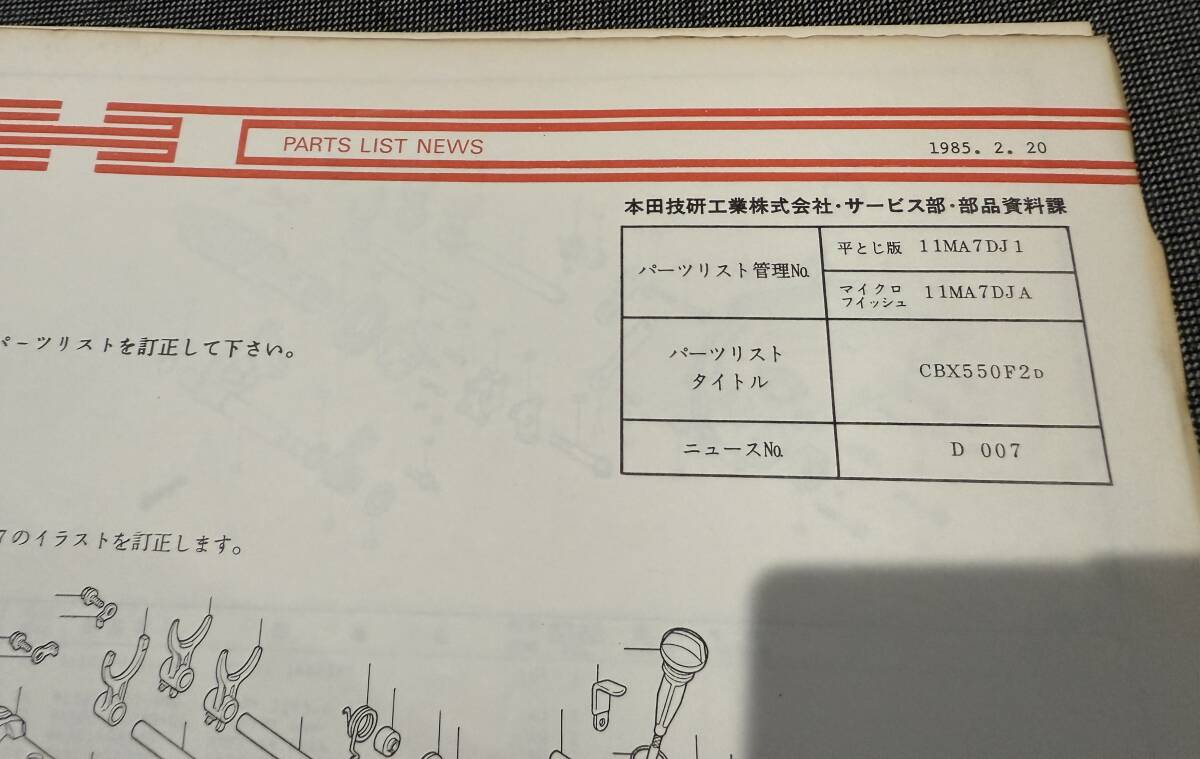 PARTS LIST NEWS
1985. 2. 20
本田技研工業株式会社・サービス部・部品資料課
パーツリスト管理№
平とじ版 11MA7DJ1
マイクロ
フィッシュ 11MA7DJA
パーツリスト
タイトル
CBX550F2D
ニュース№
D 007
パーツリストを訂正して下さい。
7のイラストを訂正します。